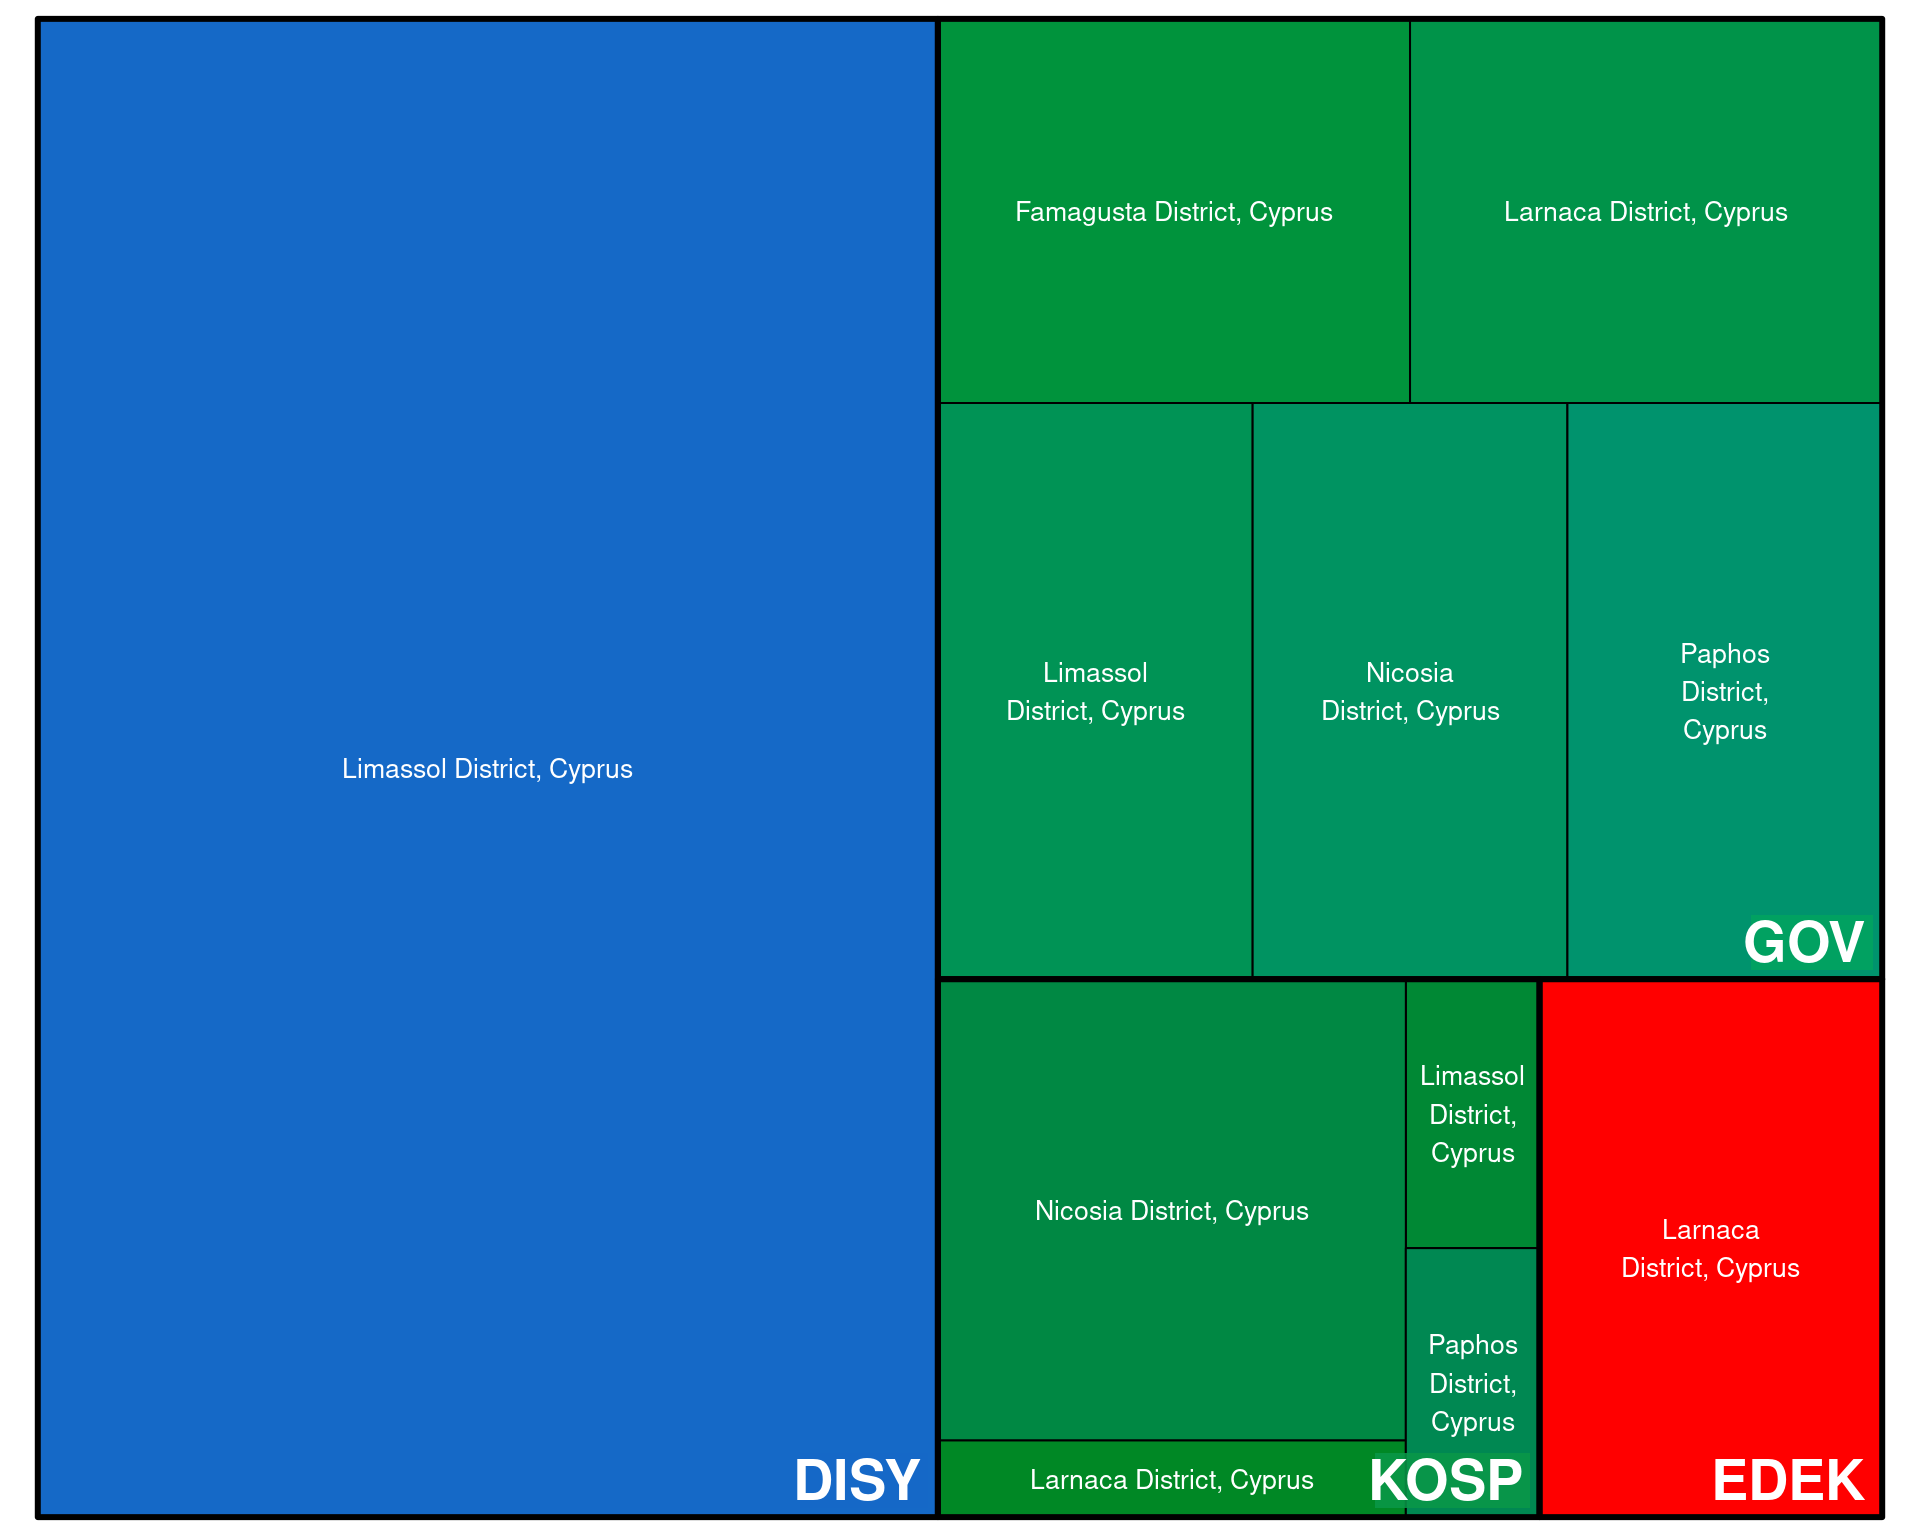 Limassol District, Cyprus
DISY
Famagusta District, Cyprus
Larnaca District, Cyprus
Limassol
District, Cyprus
Nicosia
District, Cyprus
Paphos
District,
Cyprus
GOV
Nicosia District, Cyprus
Limassol
District,
Cyprus
Paphos
District,
Cyprus
Larnaca District, Cyprus
KOSP
Larnaca
District, Cyprus
EDEK